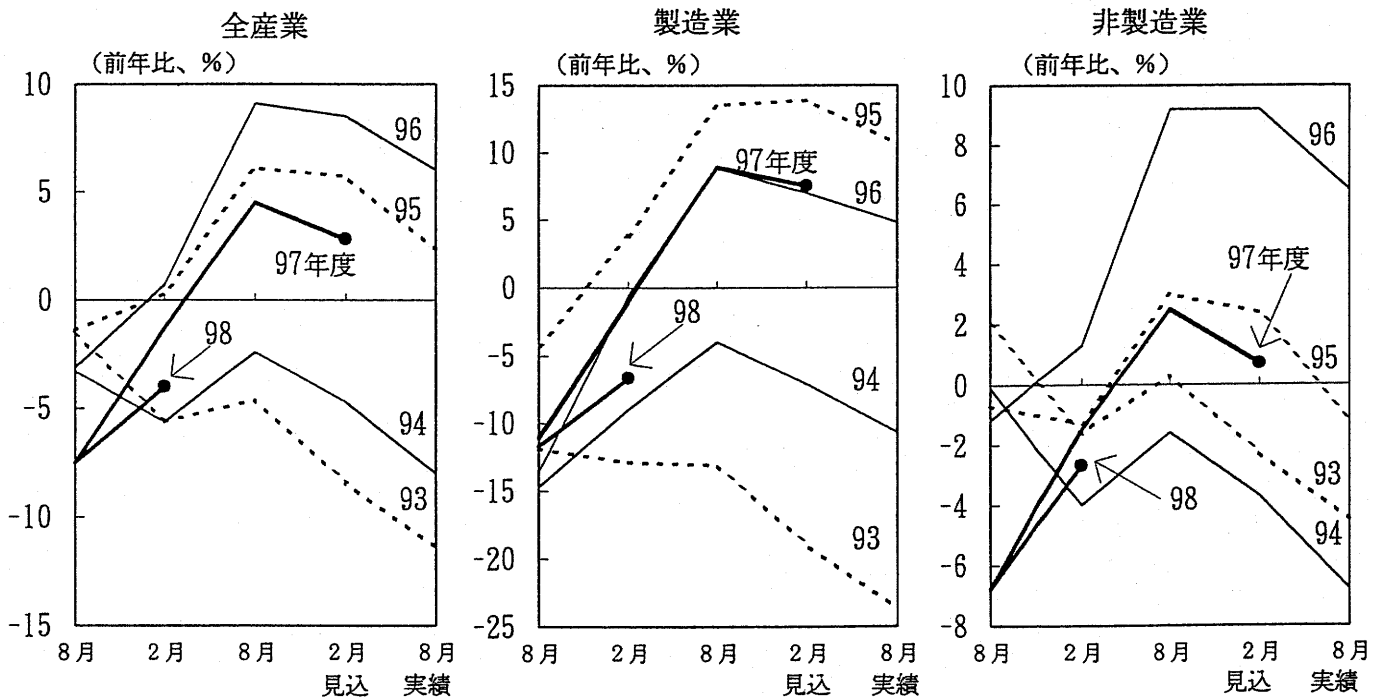 全産業
(前年比、%)
10
5
0
-5
-10
-15
96
95
97年度
98
94
93
8月
2月
8月
2月
8月
見込
実績
製造業
(前年比、%)
15
10
5
0
-5
-10
-15
-20
-25
95
97年度
96
98
94
93
8月
2月
8月
2月
8月
見込
実績
非製造業
(前年比、%)
10
8
6
4
2
0
-2
-4
-6
-8
96
97年度
95
93
98
94
8月
2月
8月
2月
8月
見込
実績